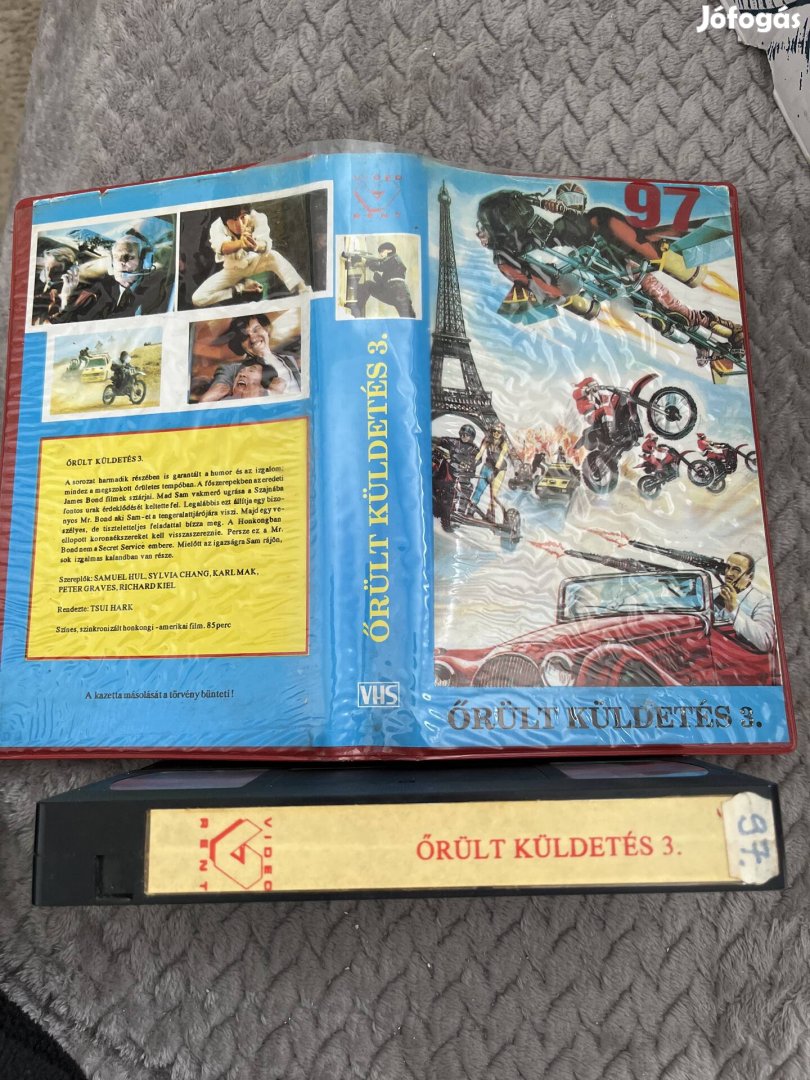 Jófogás
ŐRÜLT KÜLDETÉS 3.
A sorozat harmadik részében is garantált a humor és az izgalom,
mindez a megszokott őrületes tempóban. A főszerepekben az eredeti
James Bond filmek sztárjai. Mad Sam vakmerő ugrása a Szajnába
fontos urak érdeklődését keltette fel. Legalábbis ezt állítja egy bizo-
nyos Mr. Bond aki Sam-et a tengeralattjárójára viszi. Majd egy ve-
szélyes, de tiszteletteljes feladattal bízza meg. A Honkongban
ellopott koronaékszereket kell visszaszereznie. Persze ez a Mr.
Bond nem a Secret Service embere. Mielőtt az igazságra Sam rájön,
sok izgalmas kalandban van része.
Szereplők: SAMUEL HUI, SYLVIA CHANG, KARL MAK,
PETER GRAVES, RICHARD KIEL
Rendezte: TSUI HARK
Színes, szinkronizált honkongi - amerikai film. 85 perc
A kazetta másolását a törvény bünteti!
VIDEO
RENT
ŐRÜLT KÜLDETÉS 3.
VHS
97
ŐRÜLT KÜLDETÉS 3.
VIDEO
RENT
ŐRÜLT KÜLDETÉS 3.
97.